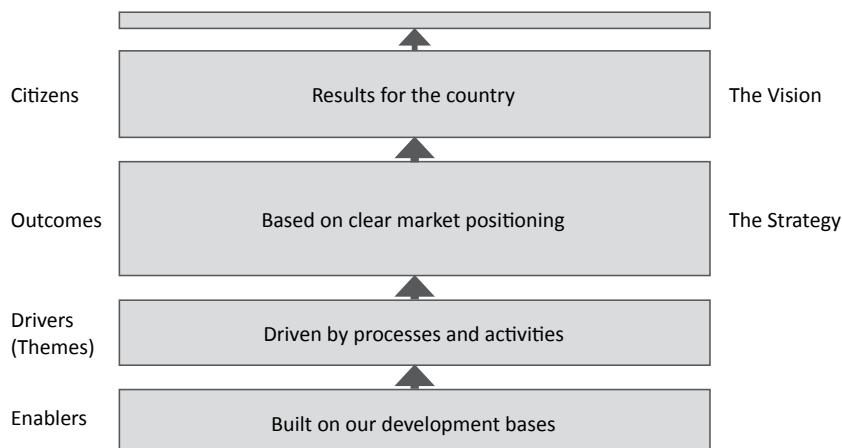 Citizens
Results for the country
The Vision
Outcomes
Based on clear market positioning
The Strategy
Drivers
(Themes)
Driven by processes and activities
Enablers
Built on our development bases